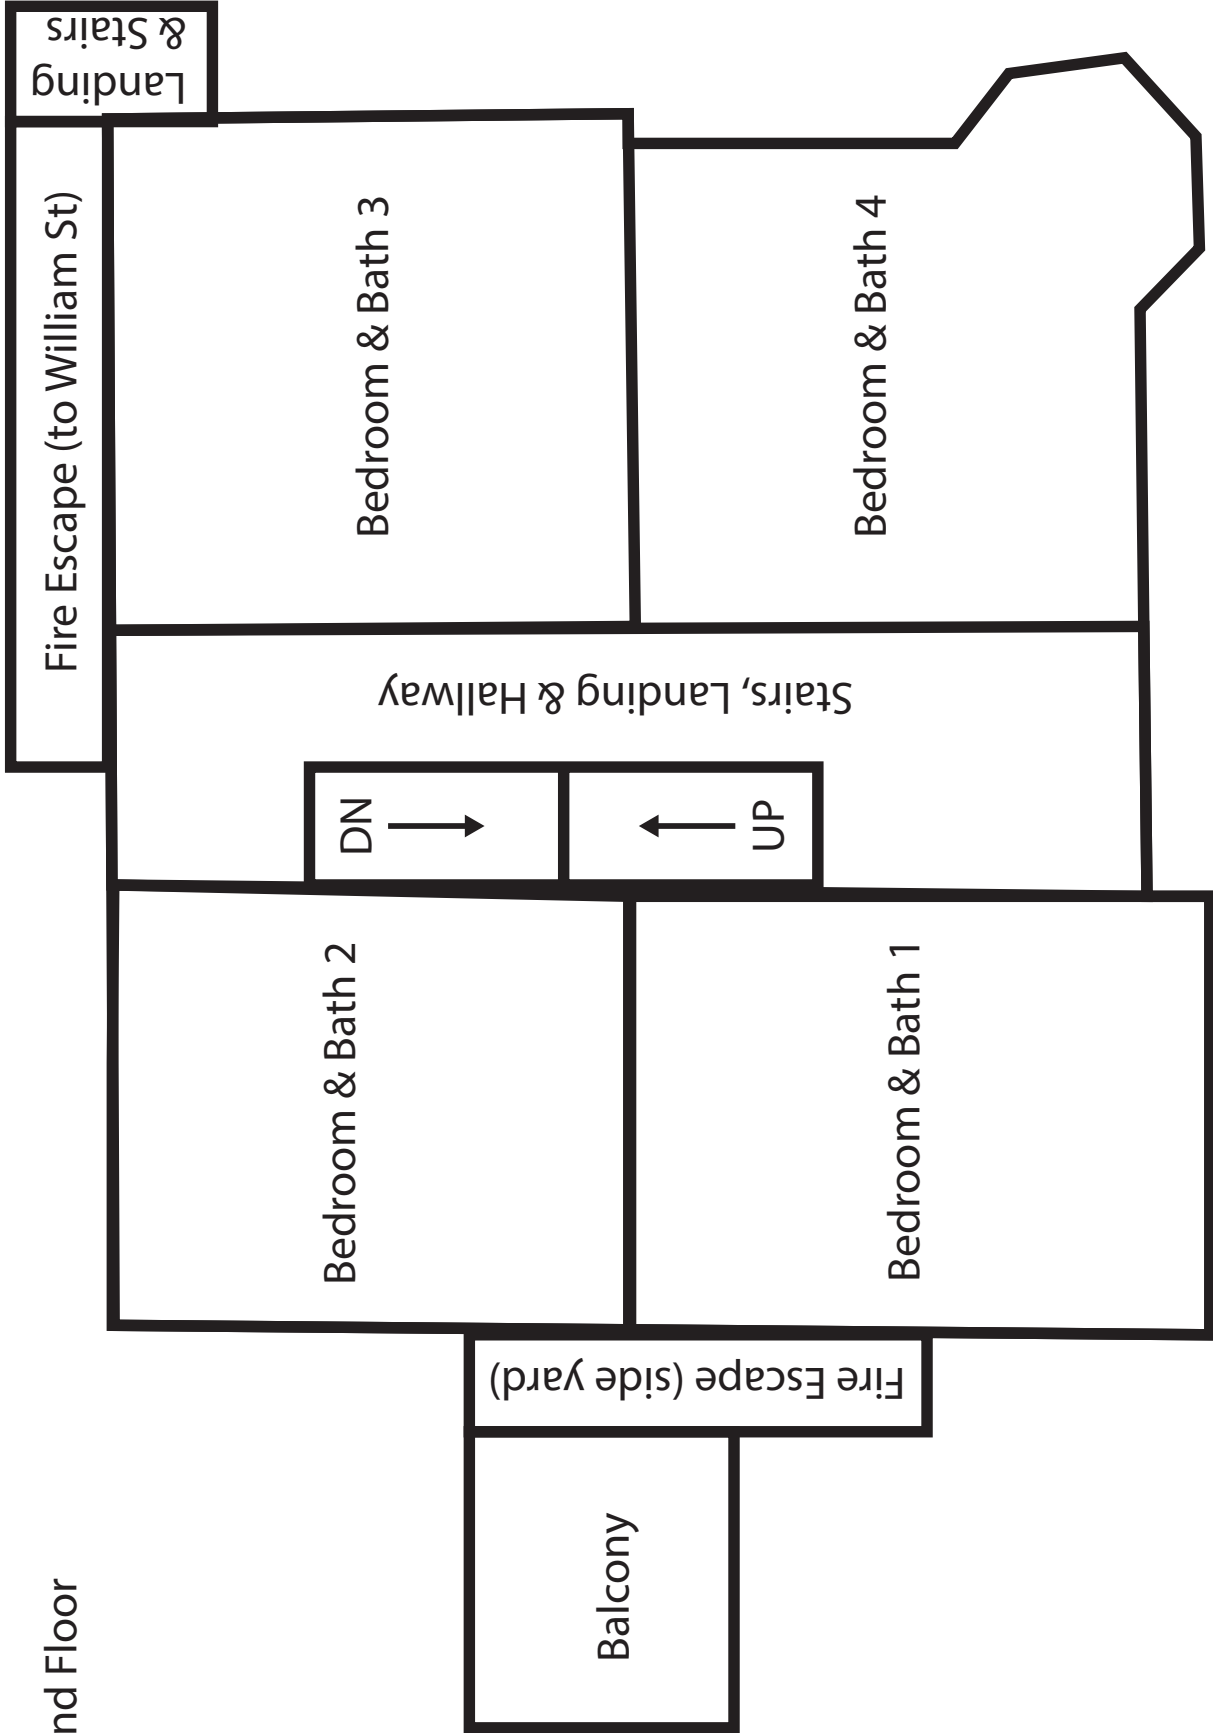 nd Floor
Landing
& Stairs
Fire Escape (to William St)
Bedroom & Bath 3
Bedroom & Bath 4
Stairs, Landing & Hallway
DN
UP
Bedroom & Bath 2
Bedroom & Bath 1
Fire Escape (side yard)
Balcony